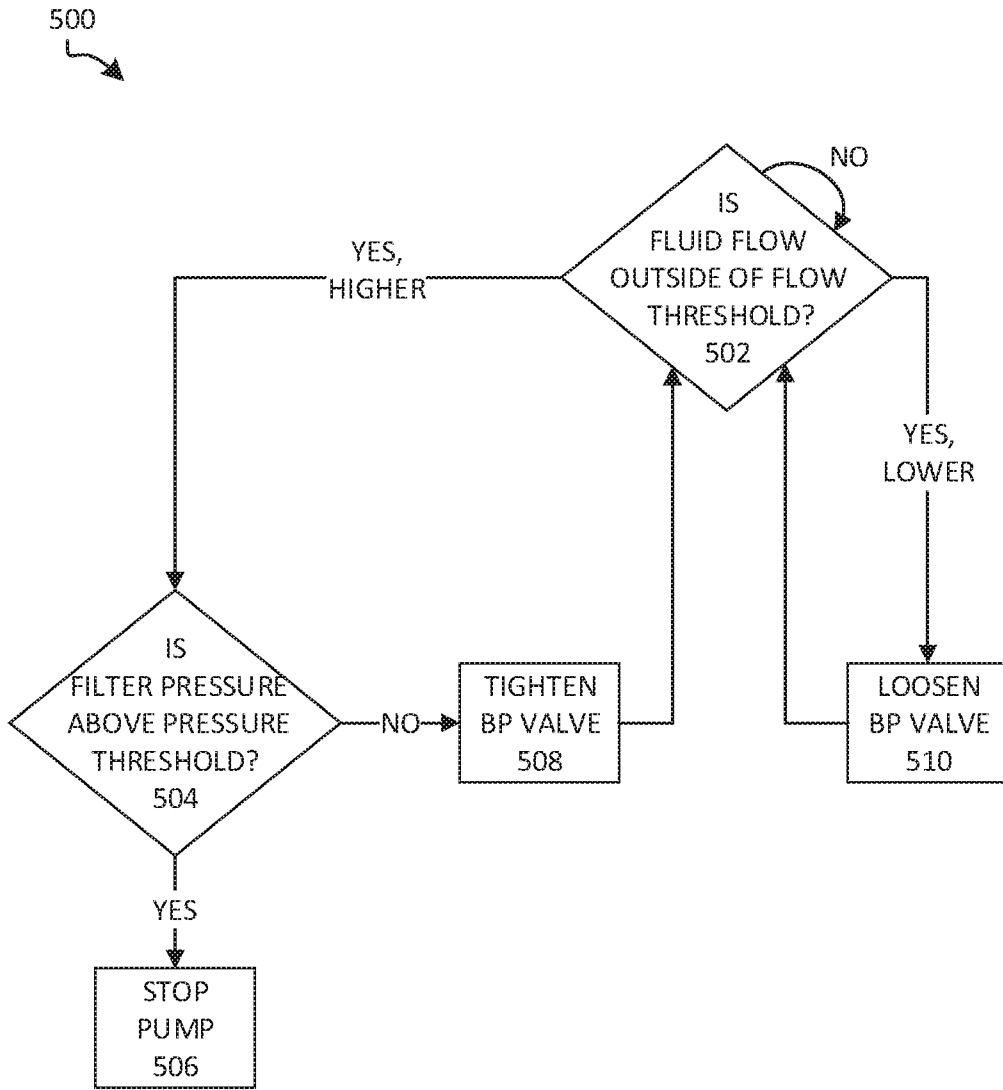 500
NO
IS
FLUID FLOW
OUTSIDE OF FLOW
THRESHOLD?
502
YES,
HIGHER
YES,
LOWER
IS
FILTER PRESSURE
ABOVE PRESSURE
THRESHOLD?
504
NO
TIGHTEN
BP VALVE
508
LOOSEN
BP VALVE
510
YES
STOP
PUMP
506